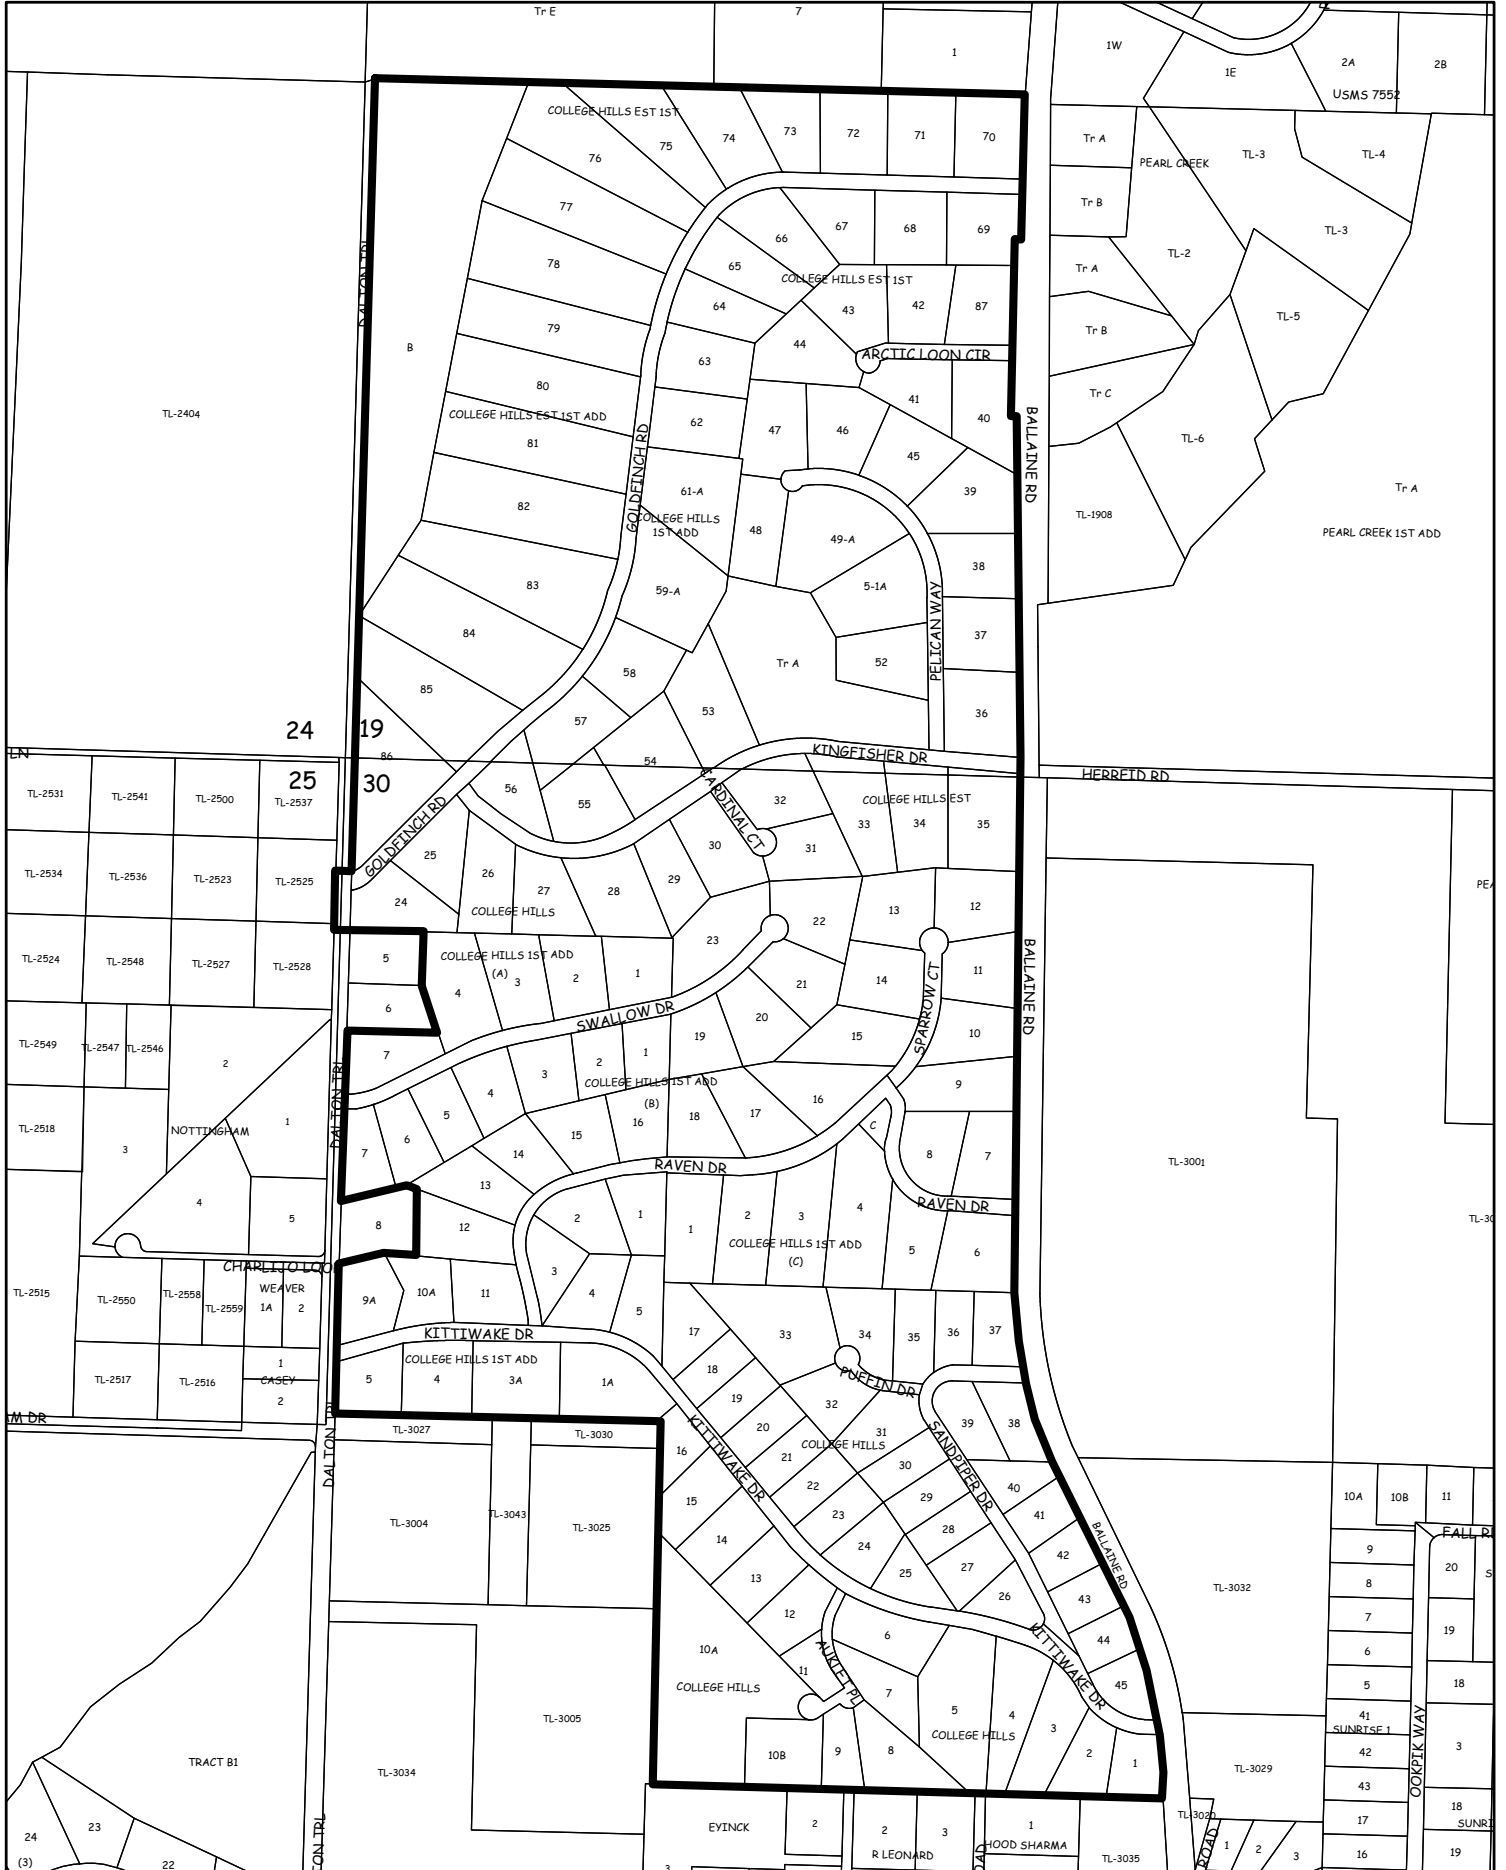 Tr E
7
1
1W
1E
2A
2B
USMS 7552
COLLEGE HILLS EST 1ST
76
75
74
73
72
71
70
Tr A
PEARL CREEK
TL-3
TL-4
Tr B
77
67
68
69
66
TL-3
78
65
TL-2
Tr A
COLLEGE HILLS EST 1ST
DALTON TRL
64
43
42
87
79
TL-5
Tr B
B
44
ARCTIC LOON CIR
63
80
41
Tr C
TL-2404
COLLEGE HILLS EST 1ST ADD
62
47
46
40
81
TL-6
GOLDFINCH RD
BALLAINE RD
45
61-A
39
82
Tr A
COLLEGE HILLS
1ST ADD
48
49-A
TL-1908
PEARL CREEK 1ST ADD
83
59-A
38
5-1A
84
PELICAN WAY
37
58
Tr A
52
85
57
53
36
24
19
LN
86
54
KINGFISHER DR
25
30
HERREID RD
TL-2531
TL-2541
TL-2500
TL-2537
56
55
CARDINAL CT
32
COLLEGE HILLS EST
33
34
35
GOLDFINCH RD
25
30
31
TL-2534
TL-2536
TL-2523
TL-2525
26
27
28
29
24
COLLEGE HILLS
13
12
22
23
TL-2524
TL-2548
TL-2527
TL-2528
5
COLLEGE HILLS 1ST ADD
(A)
4
3
2
1
21
14
11
BALLAINE RD
6
SWALLOW DR
20
SPARROW CT
TL-2549
TL-2547
TL-2546
2
7
19
15
10
4
3
2
1
COLLEGE HILLS 1ST ADD
(B)
9
DALTON TRL
TL-2518
3
NOTTINGHAM
1
5
6
7
15
16
18
17
16
C
14
8
7
RAVEN DR
TL-3001
13
4
5
8
12
2
1
1
2
3
4
RAVEN DR
COLLEGE HILLS 1ST ADD
(C)
5
6
CHARLIJO LOO
3
TL-2515
TL-2550
TL-2558
TL-2559
WEAVER
1A
2
9A
10A
11
4
5
KITTIWAKE DR
17
33
34
35
36
37
1
COLLEGE HILLS 1ST ADD
TL-2517
TL-2516
CASEY
2
5
4
3A
1A
18
PUFFIN DR
19
32
39
38
TL-3027
TL-3030
20
31
COLLEGE HILLS
16
21
30
DALTON
KITTIWAKE DR
SANDPIPER DR
22
29
40
15
23
41
10A
10B
11
TL-3004
TL-3043
TL-3025
14
24
28
BALLAINE RD
FALL
9
13
25
27
42
20
8
TL-3032
26
43
12
7
19
6
44
6
10A
11
AUKLET PL
KITTIWAKE DR
45
5
18
COLLEGE HILLS
7
5
4
3
COLLEGE HILLS
41
SUNRISE 1
TL-3005
OOKPIK WAY
10B
9
8
2
1
42
3
TRACT B1
TL-3034
TL-3029
43
24
(3)
23
22
EYINCK
2
2
3
R LEONARD
1
HOOD SHARMA
TL-3035
TL-3020
ROAD
1
2
3
17
16
18
19